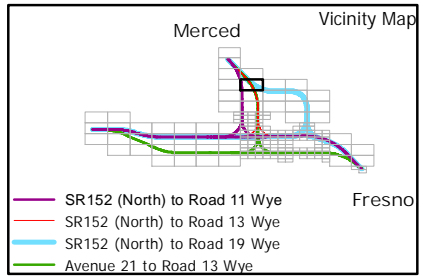 Vicinity Map
Merced
Fresno
SR152 (North) to Road 11 Wye
SR152 (North) to Road 13 Wye
SR152 (North) to Road 19 Wye
Avenue 21 to Road 13 Wye